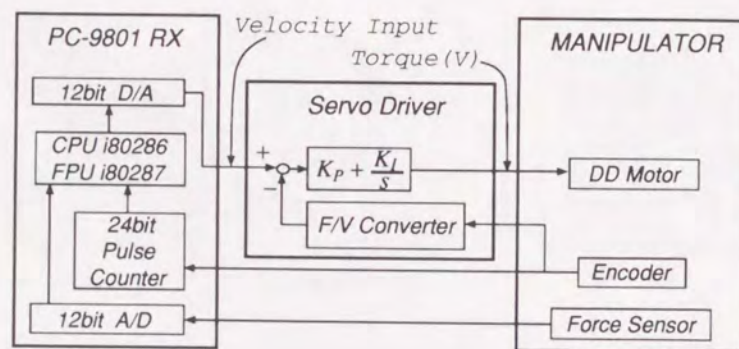 PC-9801 RX
Velocity Input
Torque(V)
MANIPULATOR
12bit D/A
Servo Driver
CPU i80286
FPU i80287
+
K_P + K_I/s
DD Motor
−
F/V Converter
24bit
Pulse
Counter
Encoder
12bit A/D
Force Sensor